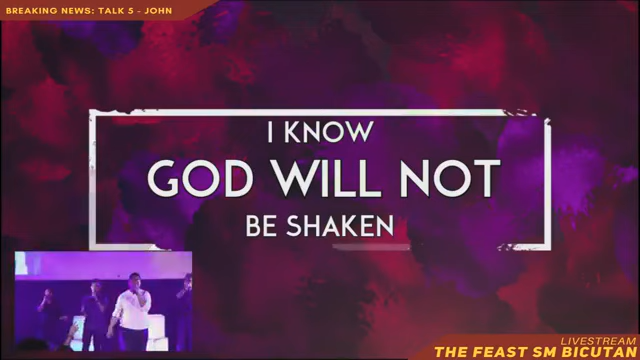 BREAKING NEWS: TALK 5 - JOHN
I KNOW
GOD WILL NOT
BE SHAKEN
LIVESTREAM
THE FEAST SM BICUTAN